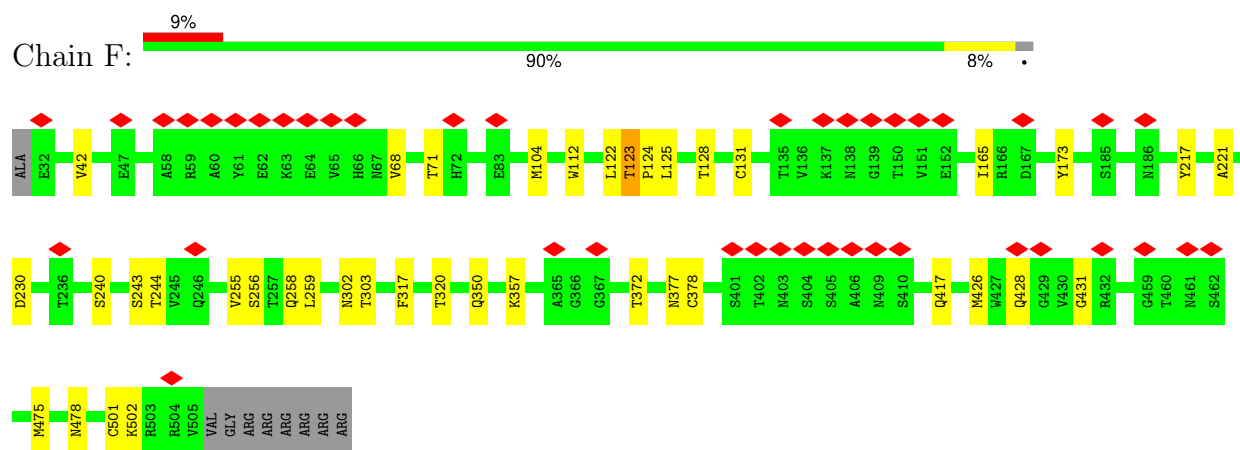 9%
Chain F:
90% 8% •
ALA E32 V42 E47 A58 R59 A60 Y61 E62 K63 E64 V65 H66 N67 V68 T71 H72 E83 M104 W112 L122 T123 P124 L125 T128 C131 T135 V136 K137 N138 G139 T150 V151 E152 I165 R166 D167 Y173 S185 N186 Y217 A221
D230 T236 S240 S243 T244 V245 Q246 V255 S256 T257 Q258 L259 N302 T303 F317 T320 Q350 K357 A365 G366 G367 T372 N377 C378 S401 T402 N403 S404 S405 A406 N409 S410 Q417 M426 W427 Q428 G429 V430 G431 R432 G459 T460 N461 S462
M475 N478 C501 K502 R503 R504 V505 VAL GLY ARG ARG ARG ARG ARG ARG